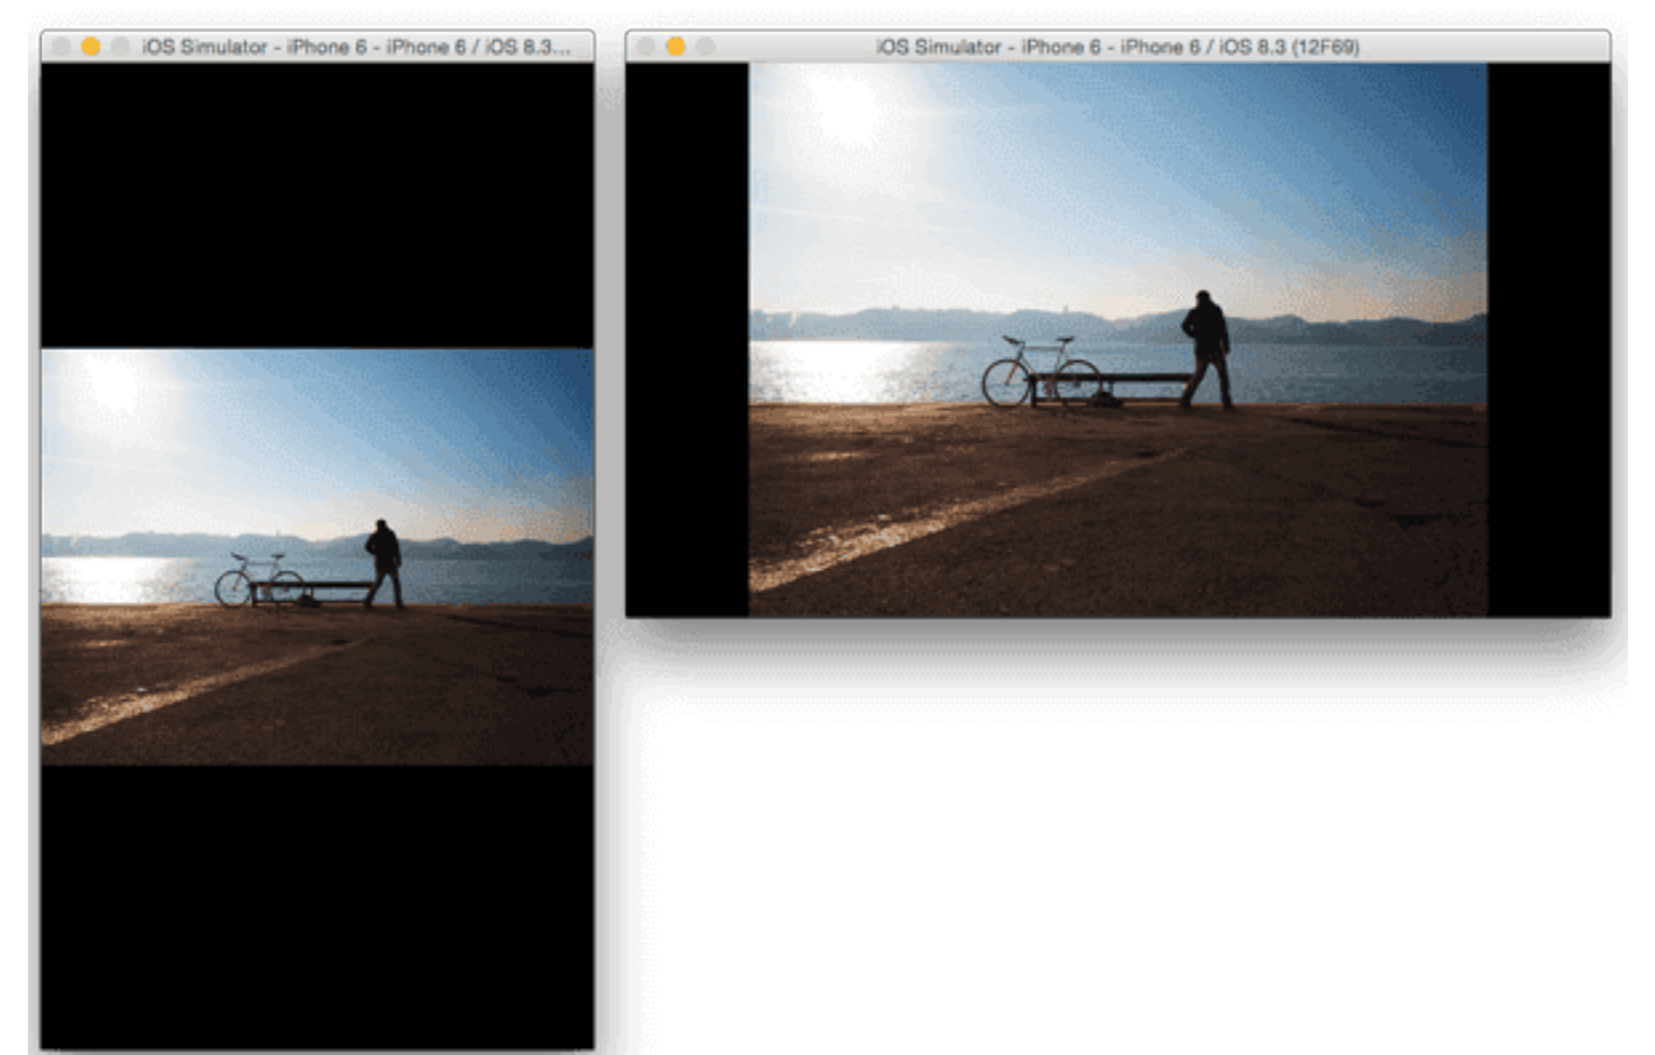 iOS Simulator - iPhone 6 - iPhone 6 / iOS 8.3...
iOS Simulator - iPhone 6 - iPhone 6 / iOS 8.3 (12F69)